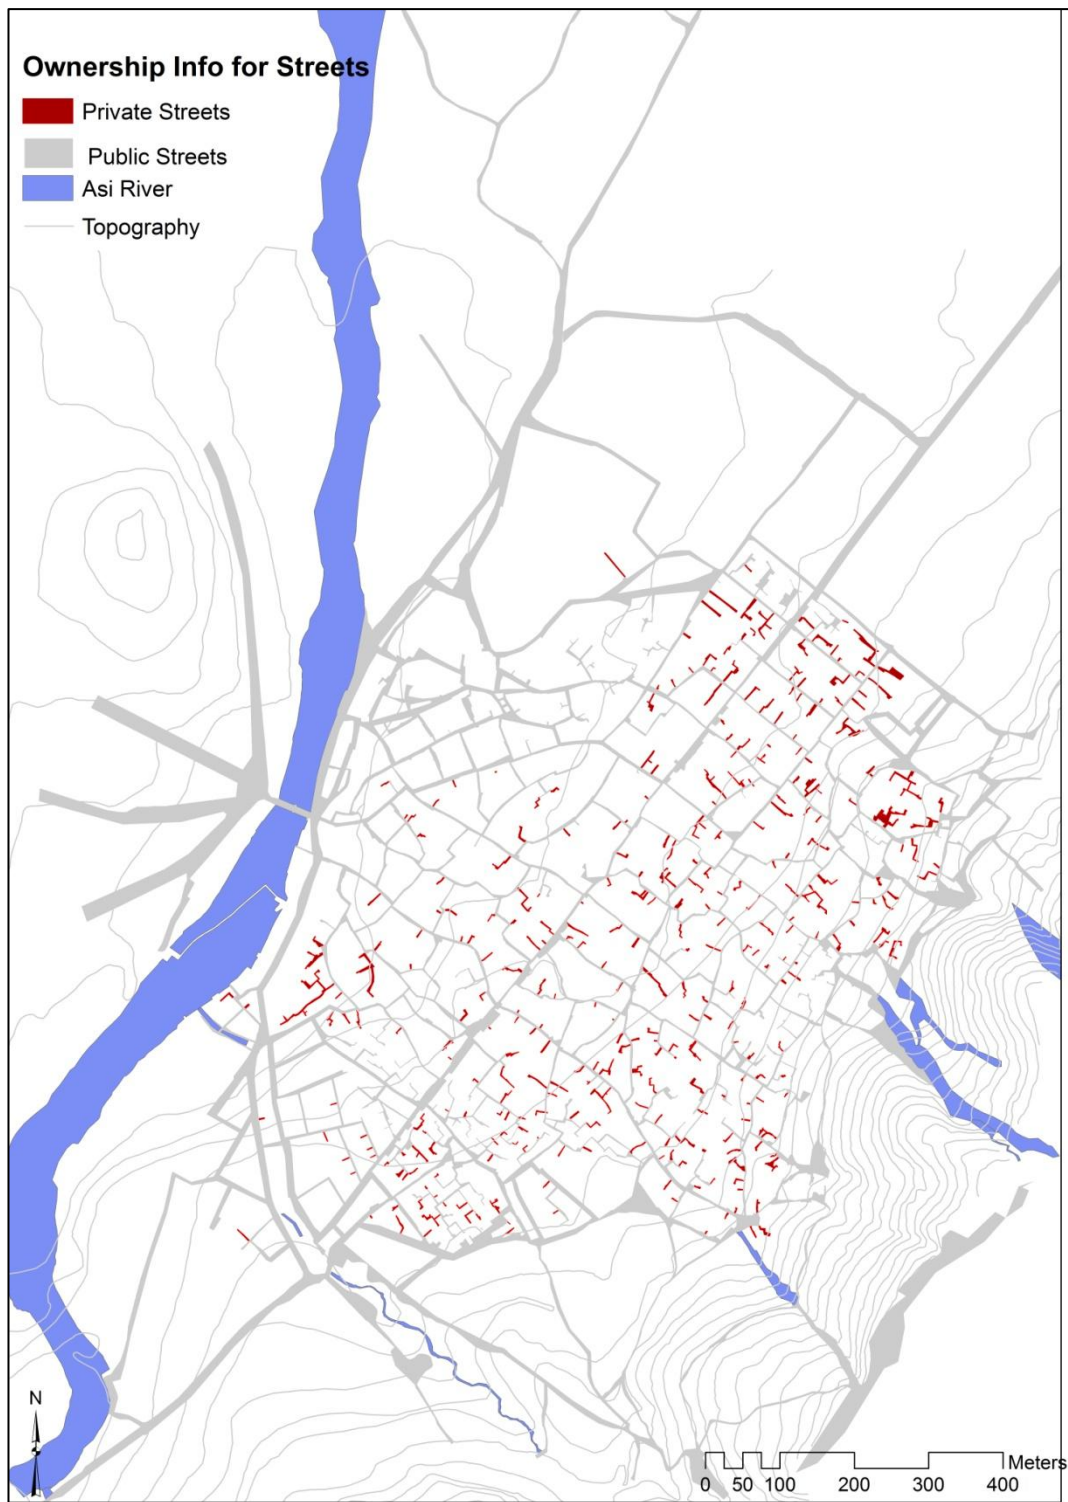 Ownership Info for Streets
Private Streets
Public Streets
Asi River
Topography
N
Meters
0 50 100 200 300 400